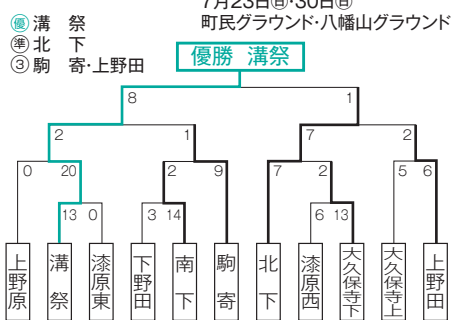 7月23日㊐・30日㊐
町民グラウンド・八幡山グラウンド
優 溝 祭
準 北 下
③ 駒 寄・上野田
優勝 溝祭
8 1
2 1 7 2
0 20 2 9 7 2 5 6
13 0 3 14 6 13
上野原
溝祭
漆原東
下野田
南下
駒寄
北下
漆原西
大久保寺下
大久保寺上
上野田